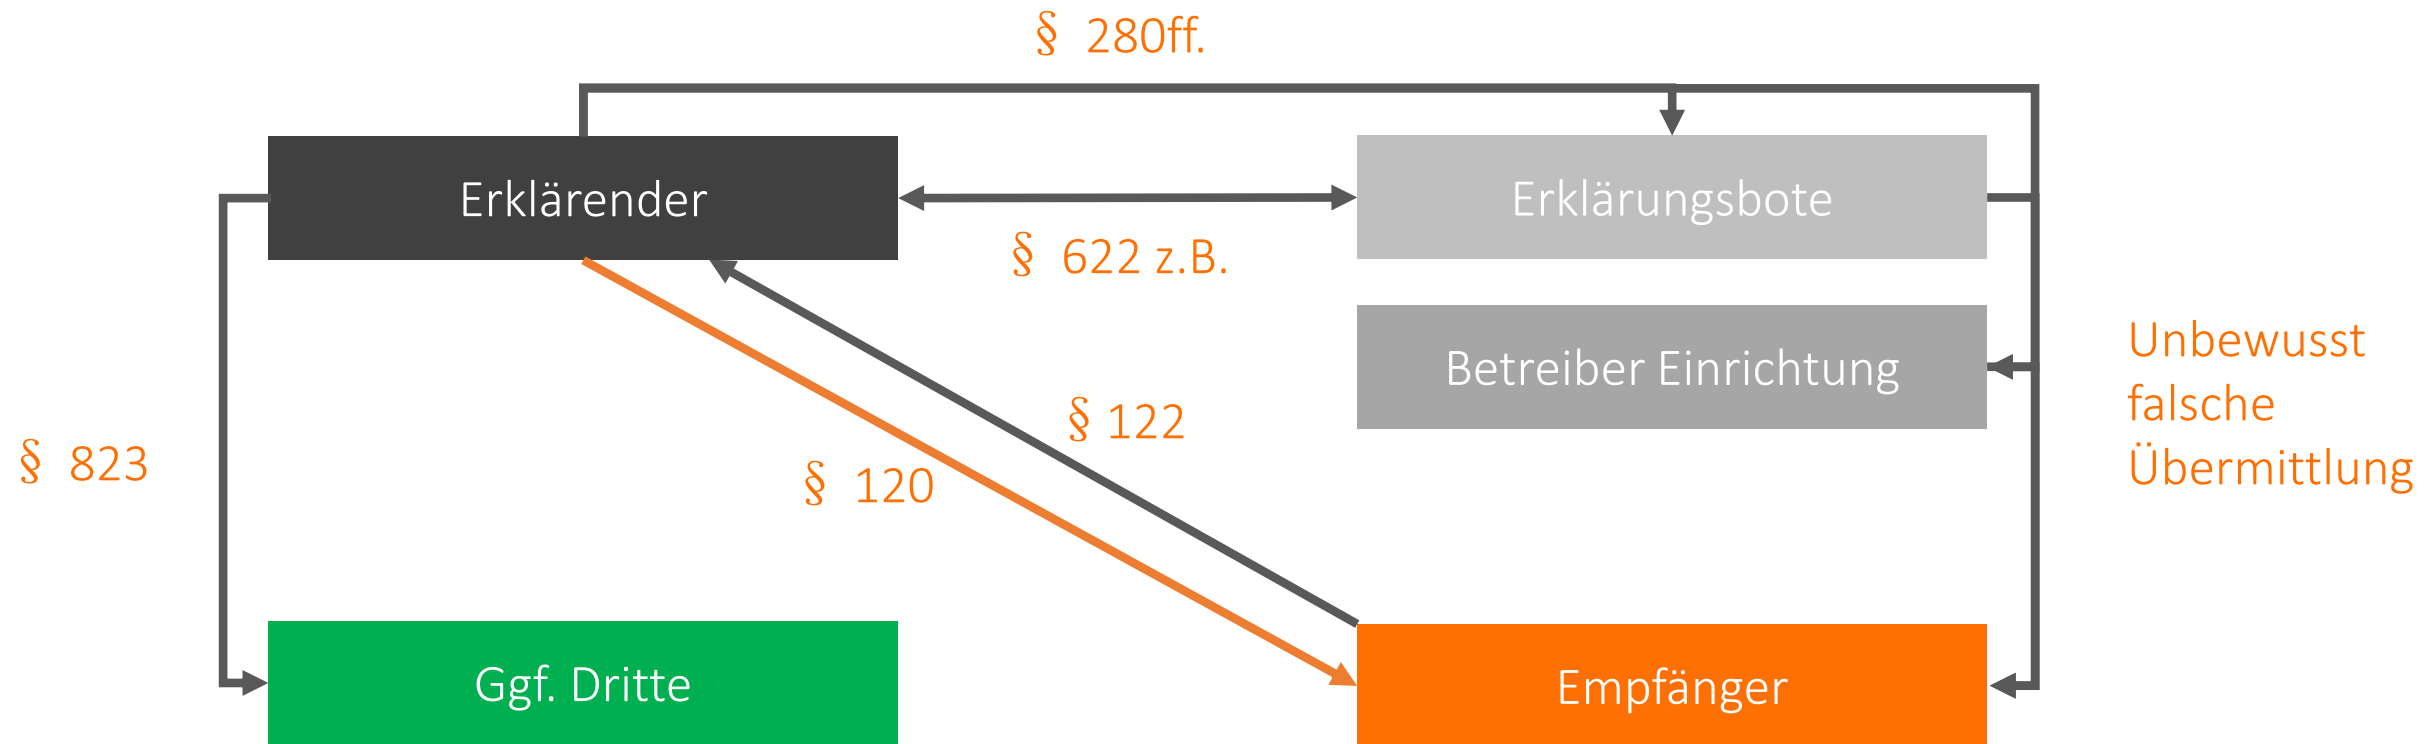 § 280ff.
Erklärender
Erklärungsbote
§ 622 z.B.
Betreiber Einrichtung
Unbewusst
falsche
Übermittlung
§ 122
§ 823
§ 120
Ggf. Dritte
Empfänger